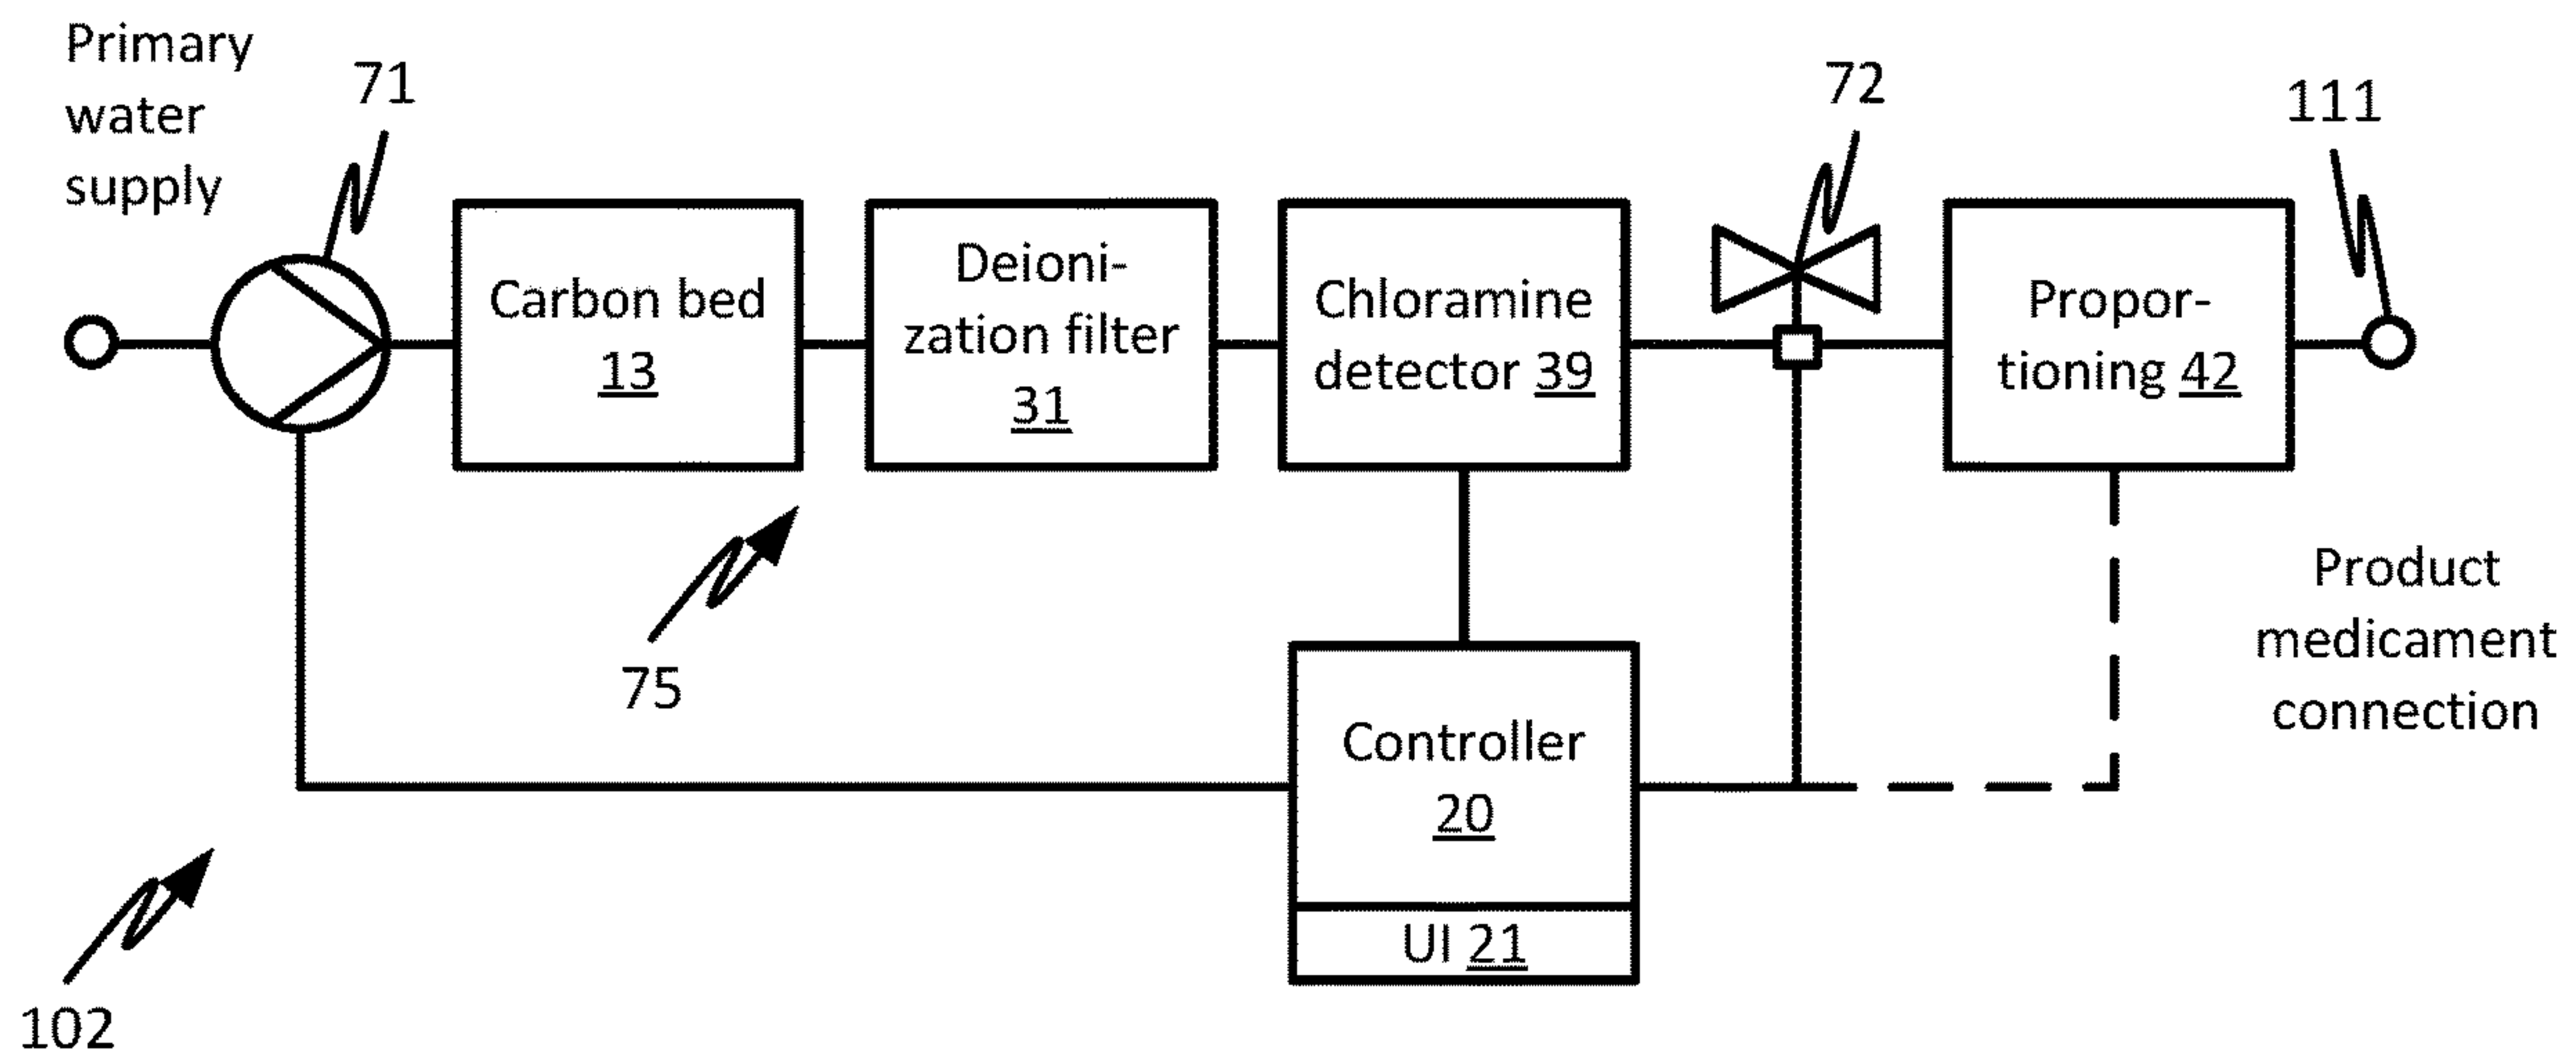 Primary
water
supply
71
72
111
Carbon bed
13
Deioni-
zation filter
31
Chloramine
detector 39
Propor-
tioning 42
75
Product
medicament
connection
Controller
20
UI 21
102